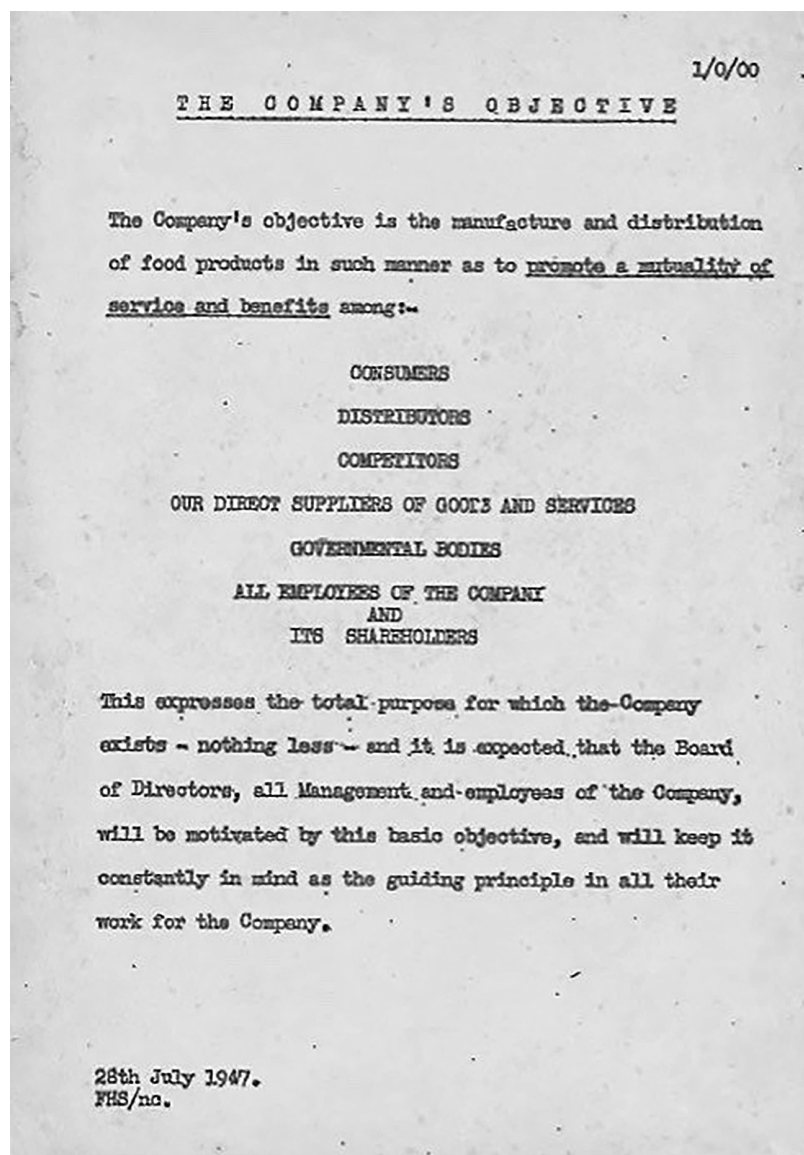 1/0/00
THE COMPANY'S OBJECTIVE
The Company's objective is the manufacture and distribution
of food products in such manner as to promote a mutuality of
service and benefits among:-
CONSUMERS
DISTRIBUTORS
COMPETITORS
OUR DIRECT SUPPLIERS OF GOODS AND SERVICES
GOVERNMENTAL BODIES
ALL EMPLOYEES OF THE COMPANY
AND
ITS SHAREHOLDERS
This expresses the total purpose for which the Company
exists - nothing less - and it is expected that the Board
of Directors, all Management and employees of the Company,
will be motivated by this basic objective, and will keep it
constantly in mind as the guiding principle in all their
work for the Company.
28th July 1947.
FHS/nc.